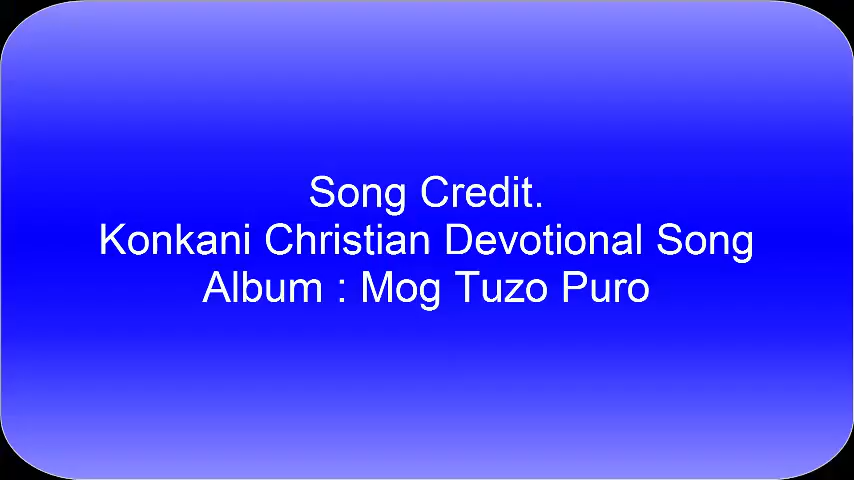 Song Credit.
Konkani Christian Devotional Song
Album : Mog Tuzo Puro